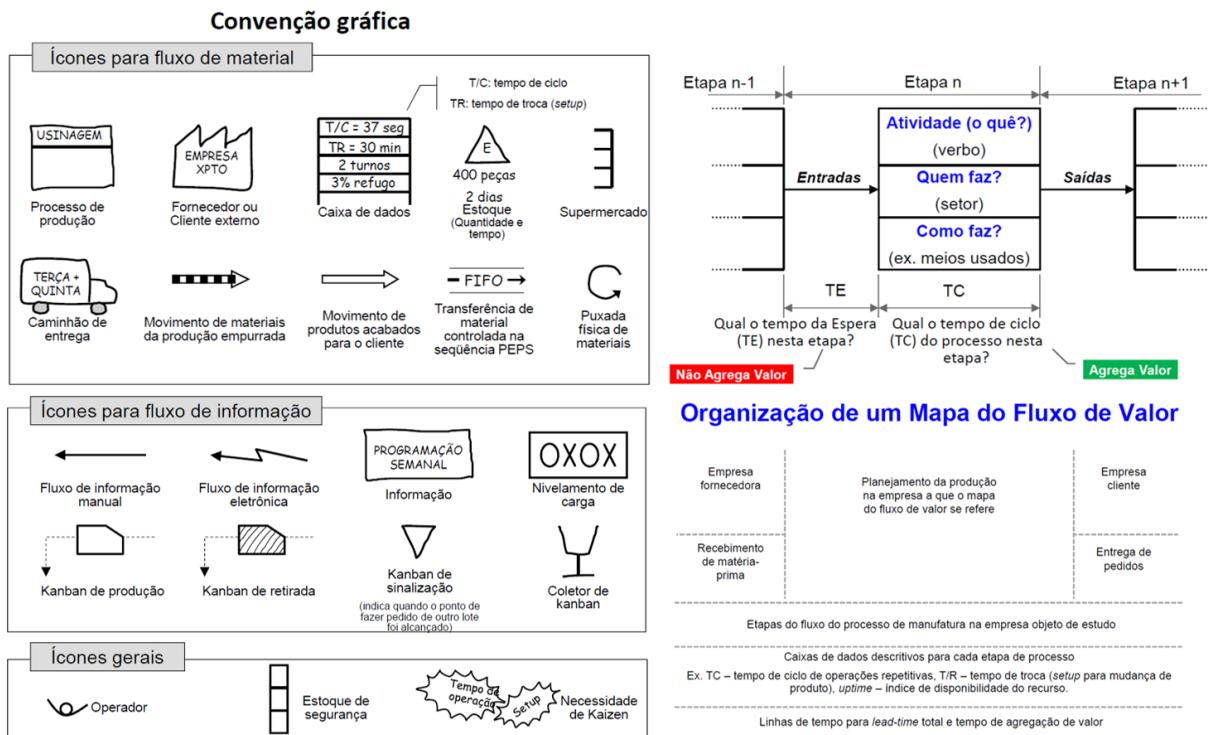 Convenção gráfica
Ícones para fluxo de material
T/C: tempo de ciclo
TR: tempo de troca (setup)
USINAGEM
Processo de
produção
EMPRESA
XPTO
Fornecedor ou
Cliente externo
T/C = 37 seg
TR = 30 min
2 turnos
3% refugo
Caixa de dados
E
400 peças
2 dias
Estoque
(Quantidade e
tempo)
Supermercado
TERÇA +
QUINTA
Caminhão de
entrega
Movimento de materiais
da produção empurrada
Movimento de
produtos acabados
para o cliente
FIFO
Transferência de
material
controlada na
seqüência PEPS
Puxada
física de
materiais
Ícones para fluxo de informação
Fluxo de informação
manual
Fluxo de informação
eletrônica
PROGRAMAÇÃO
SEMANAL
Informação
OXOX
Nivelamento de
carga
Kanban de produção
Kanban de retirada
Kanban de
sinalização
(indica quando o ponto de
fazer pedido de outro lote
foi alcançado)
Coletor de
kanban
Ícones gerais
Operador
Estoque de
segurança
Tempo de
operação
Setup
Necessidade
de Kaizen
Etapa n-1
Etapa n
Etapa n+1
Atividade (o quê?)
(verbo)
Entradas
Quem faz?
(setor)
Saídas
Como faz?
(ex. meios usados)
TE
TC
Qual o tempo da Espera
(TE) nesta etapa?
Qual o tempo de ciclo
(TC) do processo nesta
etapa?
Não Agrega Valor
Agrega Valor
Organização de um Mapa do Fluxo de Valor
Empresa
fornecedora
Planejamento da produção
na empresa a que o mapa
do fluxo de valor se refere
Empresa
cliente
Recebimento
de matéria-
prima
Entrega de
pedidos
Etapas do fluxo do processo de manufatura na empresa objeto de estudo
Caixas de dados descritivos para cada etapa de processo
Ex. TC – tempo de ciclo de operações repetitivas, T/R – tempo de troca (setup para mudança de
produto), uptime – índice de disponibilidade do recurso.
Linhas de tempo para lead-time total e tempo de agregação de valor